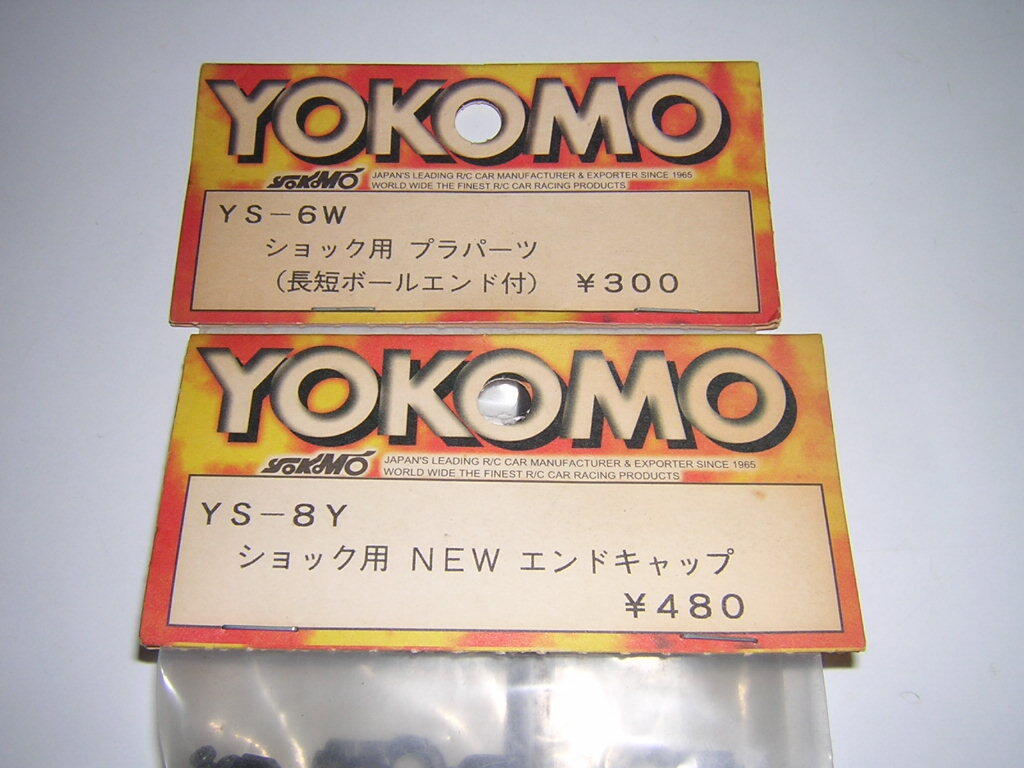 YOKOMO
YOKOMO JAPAN'S LEADING R/C CAR MANUFACTURER & EXPORTER SINCE 1965
WORLD WIDE THE FINEST R/C CAR RACING PRODUCTS
YS-6W
ショック用 プラパーツ
(長短ボールエンド付) ¥300
YOKOMO
YOKOMO JAPAN'S LEADING R/C CAR MANUFACTURER & EXPORTER SINCE 1965
WORLD WIDE THE FINEST R/C CAR RACING PRODUCTS
YS-8Y
ショック用 NEW エンドキャップ
¥480